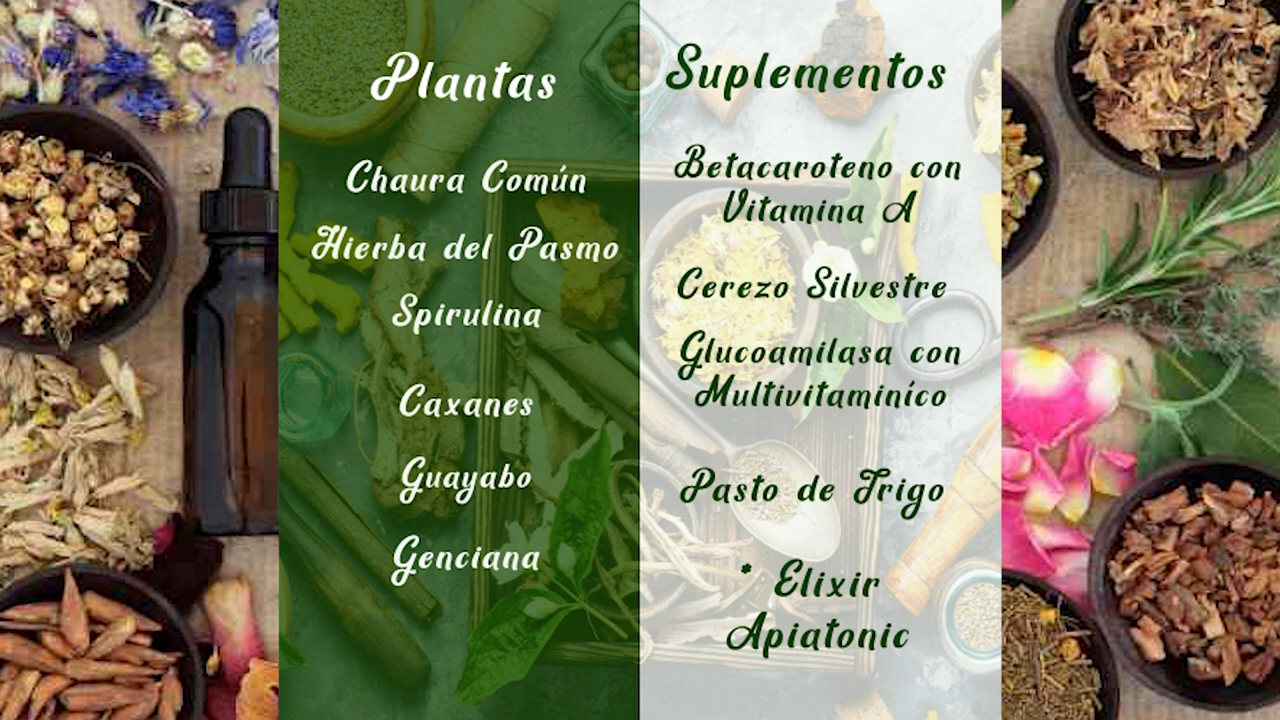 Plantas
Chaura Común
Hierba del Pasmo
Spirulina
Caxanes
Guayabo
Genciana
Suplementos
Betacaroteno con
Vitamina A
Cerezo Silvestre
Glucoamilasa con
Multivitaminíco
Pasto de Trigo
* Elixir
Apiatonic